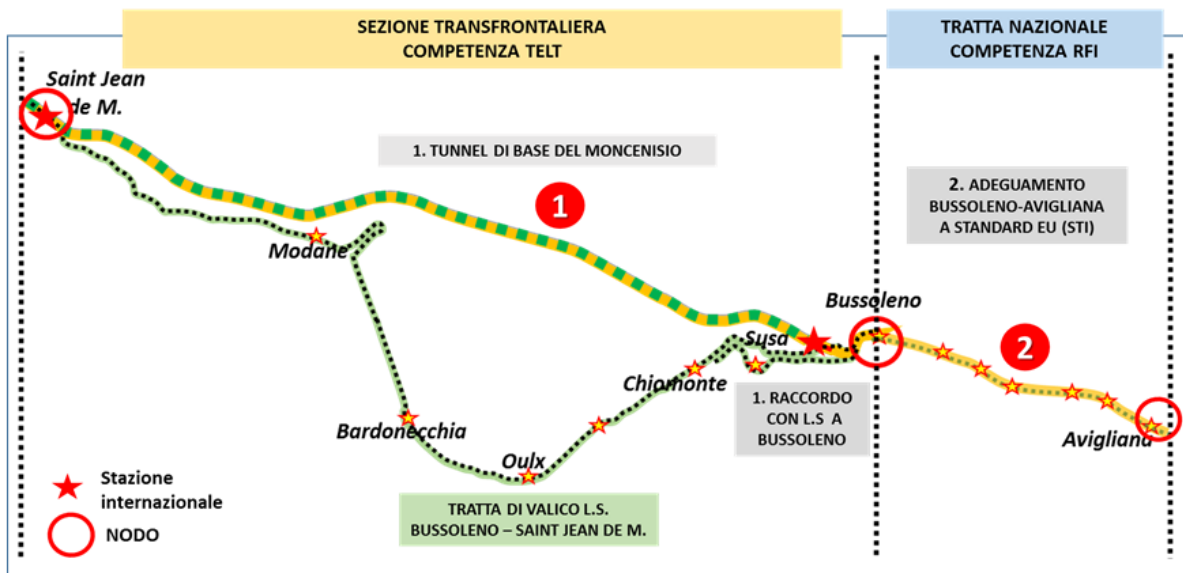 SEZIONE TRANSFRONTALIERA
COMPETENZA TELT
TRATTA NAZIONALE
COMPETENZA RFI
Saint Jean
de M.
1. TUNNEL DI BASE DEL MONCENISIO
1
2. ADEGUAMENTO
BUSSOLENO-AVIGLIANA
A STANDARD EU (STI)
Modane
Bussoleno
Susa
2
Chiomonte
1. RACCORDO
CON L.S A
BUSSOLENO
Bardonecchia
Avigliana
Oulx
Stazione
internazionale
NODO
TRATTA DI VALICO L.S.
BUSSOLENO – SAINT JEAN DE M.